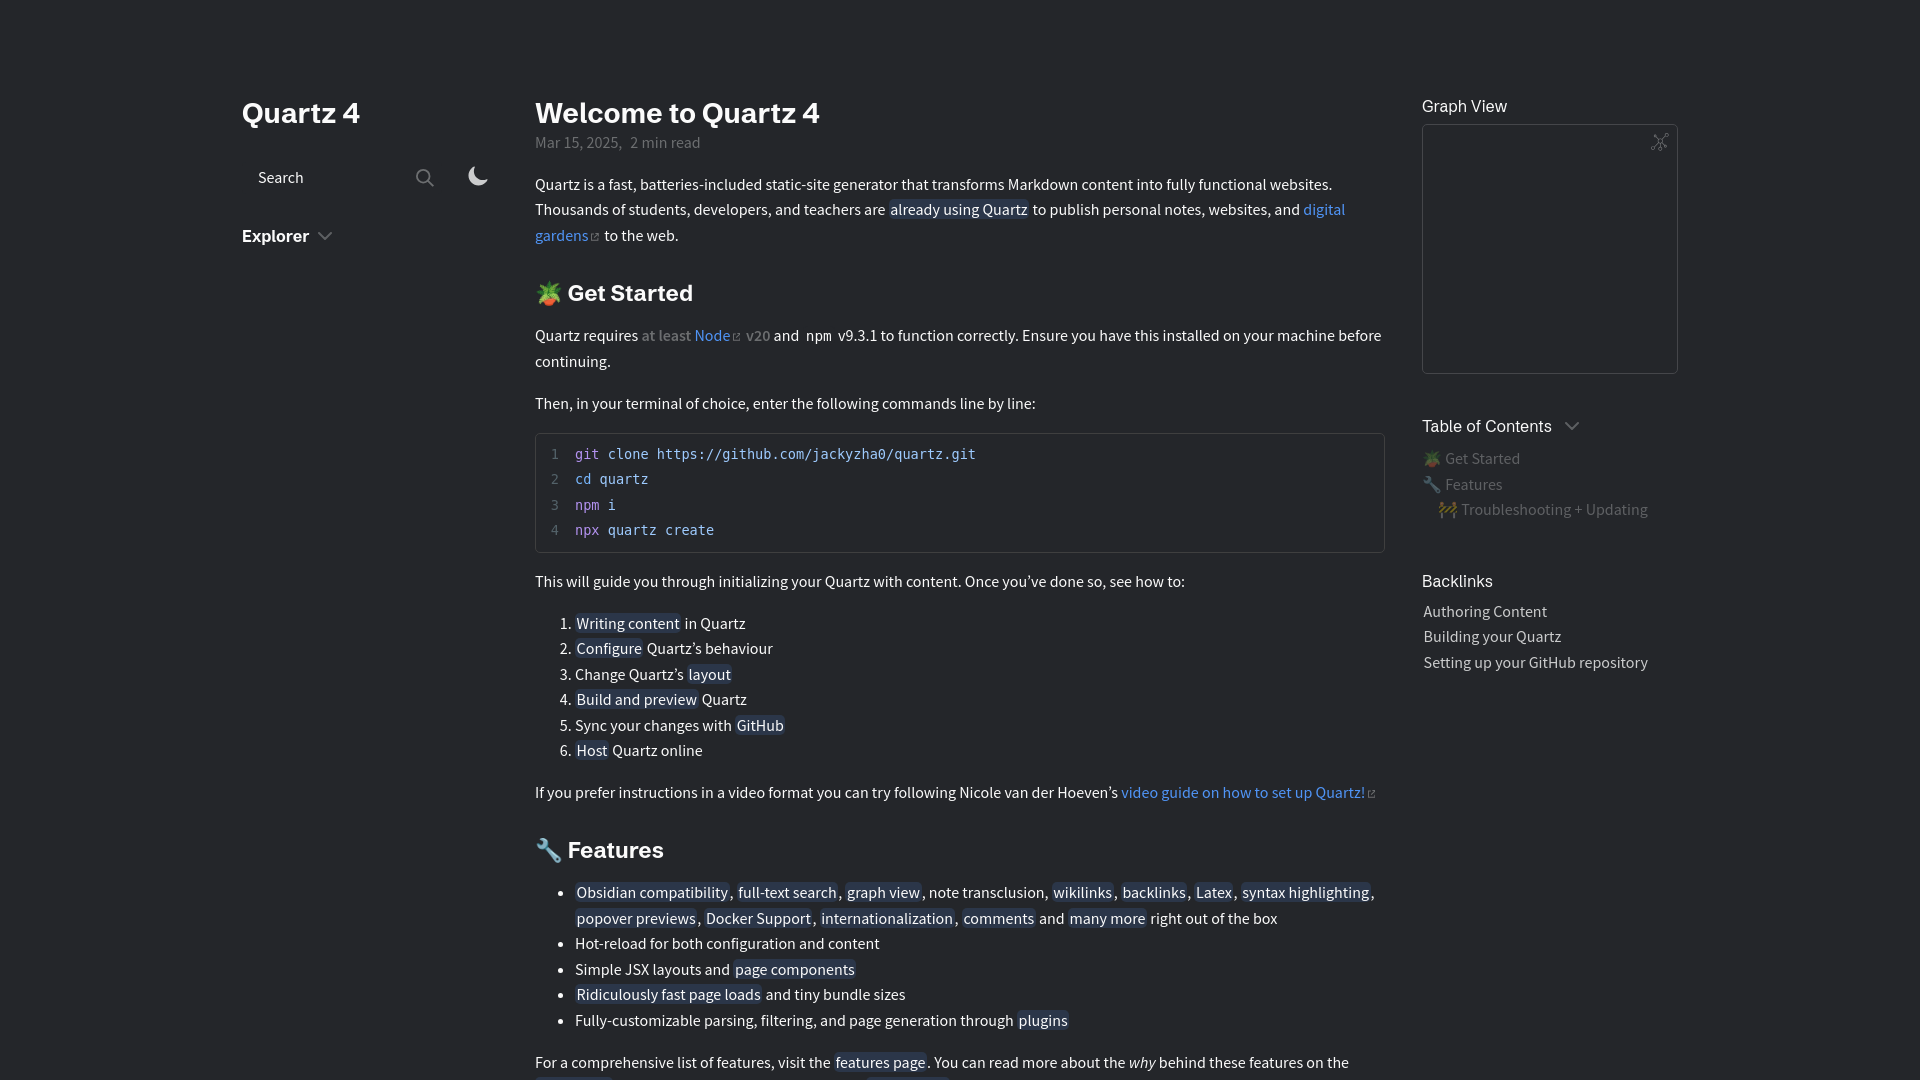 Quartz 4
Search
Explorer
Welcome to Quartz 4
Mar 15, 2025, 2 min read
Quartz is a fast, batteries-included static-site generator that transforms Markdown content into fully functional websites.
Thousands of students, developers, and teachers are already using Quartz to publish personal notes, websites, and digital
gardens to the web.
🪴 Get Started
Quartz requires at least Node v20 and npm v9.3.1 to function correctly. Ensure you have this installed on your machine before
continuing.
Then, in your terminal of choice, enter the following commands line by line:
1 git clone https://github.com/jackyzha0/quartz.git
2 cd quartz
3 npm i
4 npx quartz create
This will guide you through initializing your Quartz with content. Once you’ve done so, see how to:
1. Writing content in Quartz
2. Configure Quartz’s behaviour
3. Change Quartz’s layout
4. Build and preview Quartz
5. Sync your changes with GitHub
6. Host Quartz online
If you prefer instructions in a video format you can try following Nicole van der Hoeven’s video guide on how to set up Quartz!
🔧 Features
• Obsidian compatibility, full-text search, graph view, note transclusion, wikilinks, backlinks, Latex, syntax highlighting,
popover previews, Docker Support, internationalization, comments and many more right out of the box
• Hot-reload for both configuration and content
• Simple JSX layouts and page components
• Ridiculously fast page loads and tiny bundle sizes
• Fully-customizable parsing, filtering, and page generation through plugins
For a comprehensive list of features, visit the features page. You can read more about the why behind these features on the
Graph View
Table of Contents
🪴 Get Started
🔧 Features
🚧 Troubleshooting + Updating
Backlinks
Authoring Content
Building your Quartz
Setting up your GitHub repository